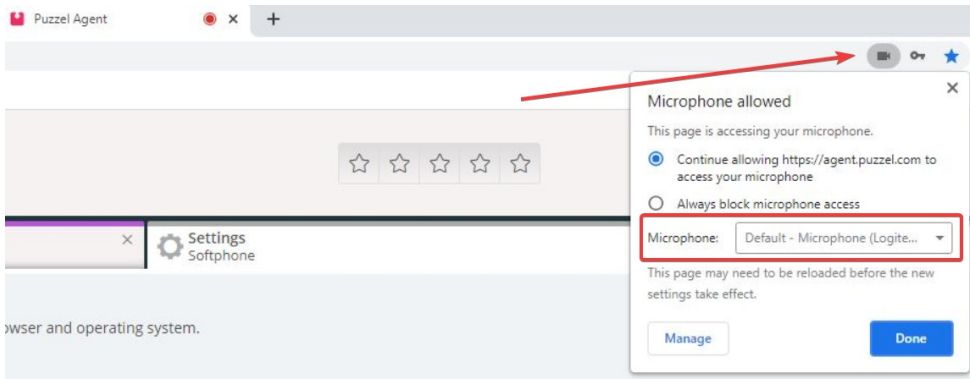 Puzzel Agent
Microphone allowed
This page is accessing your microphone.
Continue allowing https://agent.puzzel.com to
access your microphone
Always block microphone access
Settings
Softphone
Microphone: Default - Microphone (Logite...
This page may need to be reloaded before the new
settings take effect.
and operating system.
Manage
Done